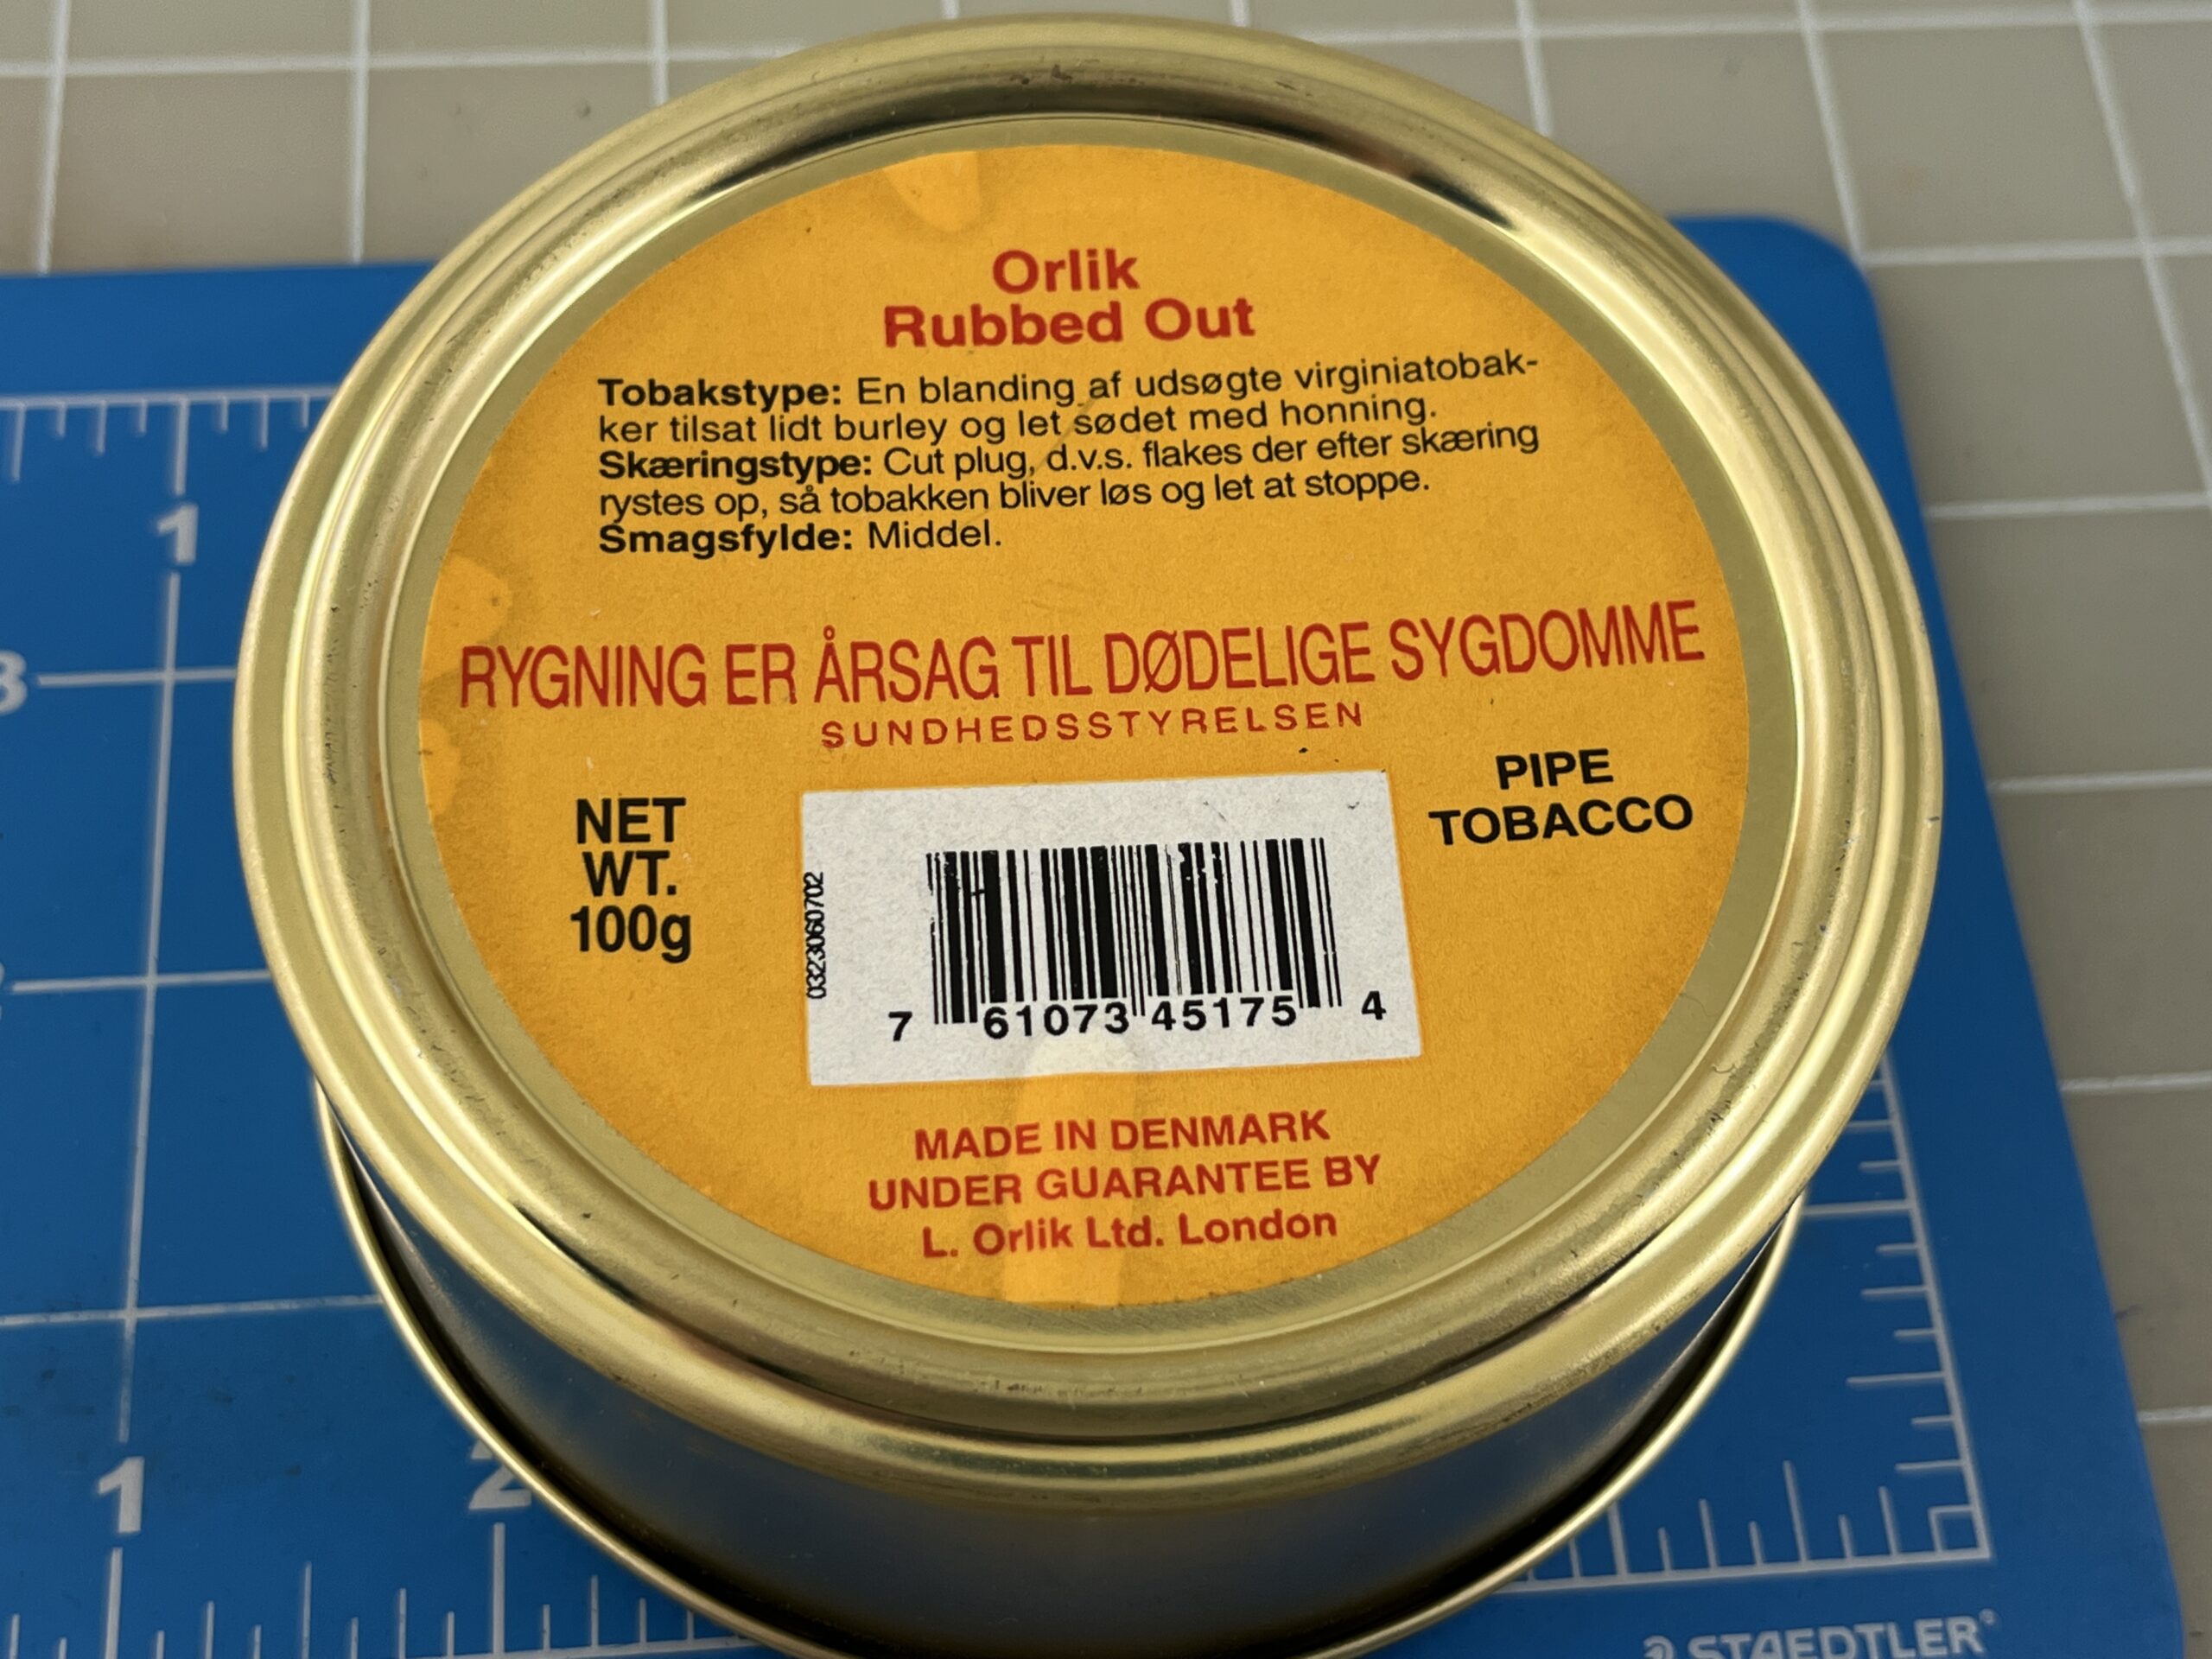 Orlik
Rubbed Out
Tobakstype: En blanding af udsøgte virginiatobak-
ker tilsat lidt burley og let sødet med honning.
Skæringstype: Cut plug, d.v.s. flakes der efter skæring
rystes op, så tobakken bliver løs og let at stoppe.
Smagsfylde: Middel.
RYGNING ER ÅRSAG TIL DØDELIGE SYGDOMME
SUNDHEDSSTYRELSEN
NET
WT.
100g
PIPE
TOBACCO
0323060702
7 61073 45175 4
MADE IN DENMARK
UNDER GUARANTEE BY
L. Orlik Ltd. London
1
3
1
2
STAEDTLER